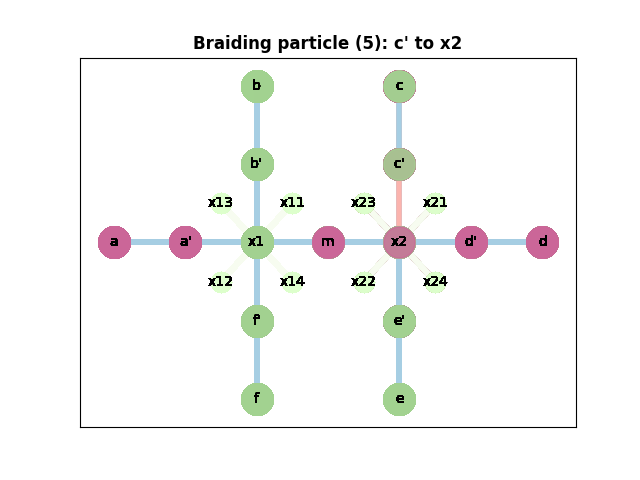 Braiding particle (5): c' to x2
b
c
b'
c'
x13
x11
x23
x21
a
a'
x1
m
x2
d'
d
x12
x14
x22
x24
f'
e'
f
e